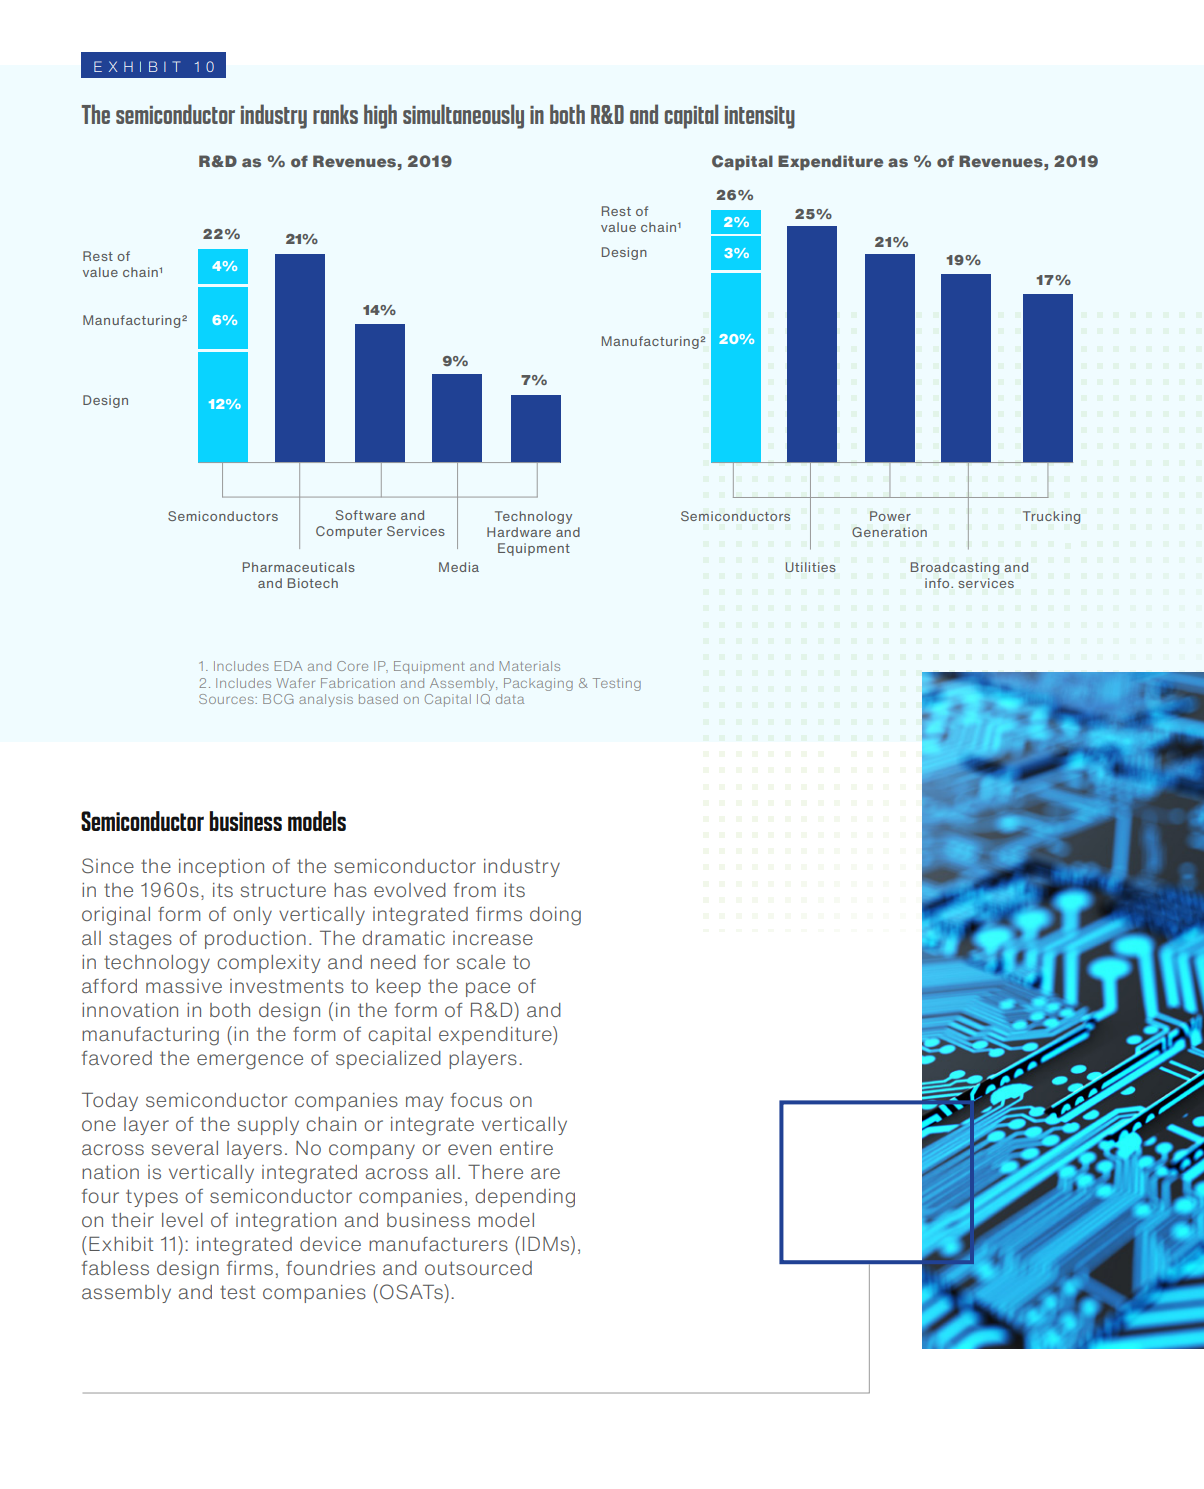 EXHIBIT 10
The semiconductor industry ranks high simultaneously in both R&D and capital intensity
R&D as % of Revenues, 2019
22%
21%
14%
9%
7%
Rest of
value chain¹
4%
Manufacturing²
6%
Design
12%
Semiconductors
Pharmaceuticals
and Biotech
Software and
Computer Services
Media
Technology
Hardware and
Equipment
Capital Expenditure as % of Revenues, 2019
26%
25%
21%
19%
17%
Rest of
value chain¹
2%
Design
3%
Manufacturing²
20%
Semiconductors
Utilities
Power
Generation
Broadcasting and
info. services
Trucking
1. Includes EDA and Core IP, Equipment and Materials
2. Includes Wafer Fabrication and Assembly, Packaging & Testing
Sources: BCG analysis based on Capital IQ data
Semiconductor business models
Since the inception of the semiconductor industry
in the 1960s, its structure has evolved from its
original form of only vertically integrated firms doing
all stages of production. The dramatic increase
in technology complexity and need for scale to
afford massive investments to keep the pace of
innovation in both design (in the form of R&D) and
manufacturing (in the form of capital expenditure)
favored the emergence of specialized players.
Today semiconductor companies may focus on
one layer of the supply chain or integrate vertically
across several layers. No company or even entire
nation is vertically integrated across all. There are
four types of semiconductor companies, depending
on their level of integration and business model
(Exhibit 11): integrated device manufacturers (IDMs),
fabless design firms, foundries and outsourced
assembly and test companies (OSATs).